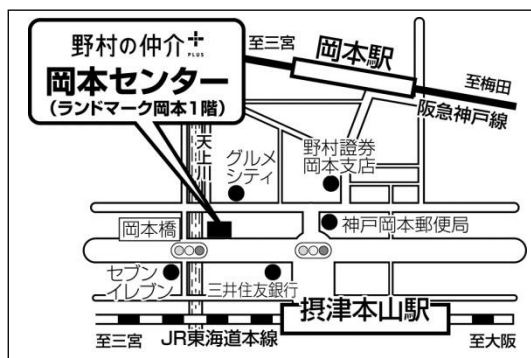 野村の仲介+
PLUS
岡本センター
(ランドマーク岡本1階)
至三宮
岡本駅
至梅田
阪急神戸線
天上川
グルメ
シティ
野村證券
岡本支店
岡本橋
神戸岡本郵便局
セブン
イレブン
三井住友銀行
摂津本山駅
至三宮
JR東海道本線
至大阪